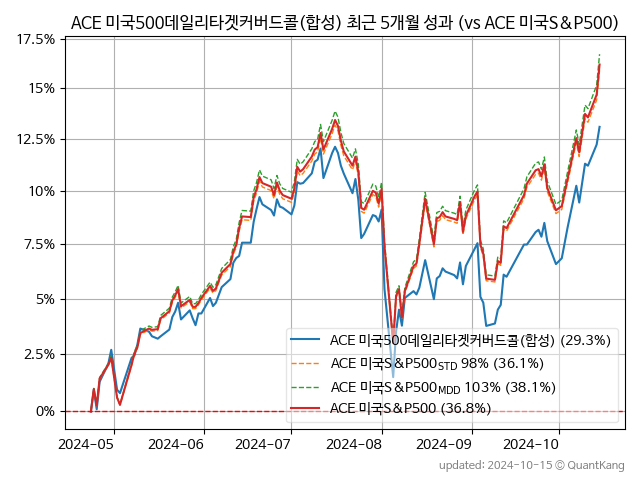 ACE 미국500데일리타겟커버드콜(합성) 최근 5개월 성과 (vs ACE 미국S&P500)
17.5%
15%
12.5%
10%
7.5%
5%
2.5%
0%
ACE 미국500데일리타겟커버드콜(합성) (29.3%)
ACE 미국S&P500STD 98% (36.1%)
ACE 미국S&P500MDD 103% (38.1%)
ACE 미국S&P500 (36.8%)
2024-05 2024-06 2024-07 2024-08 2024-09 2024-10
updated: 2024-10-15 © QuantKang